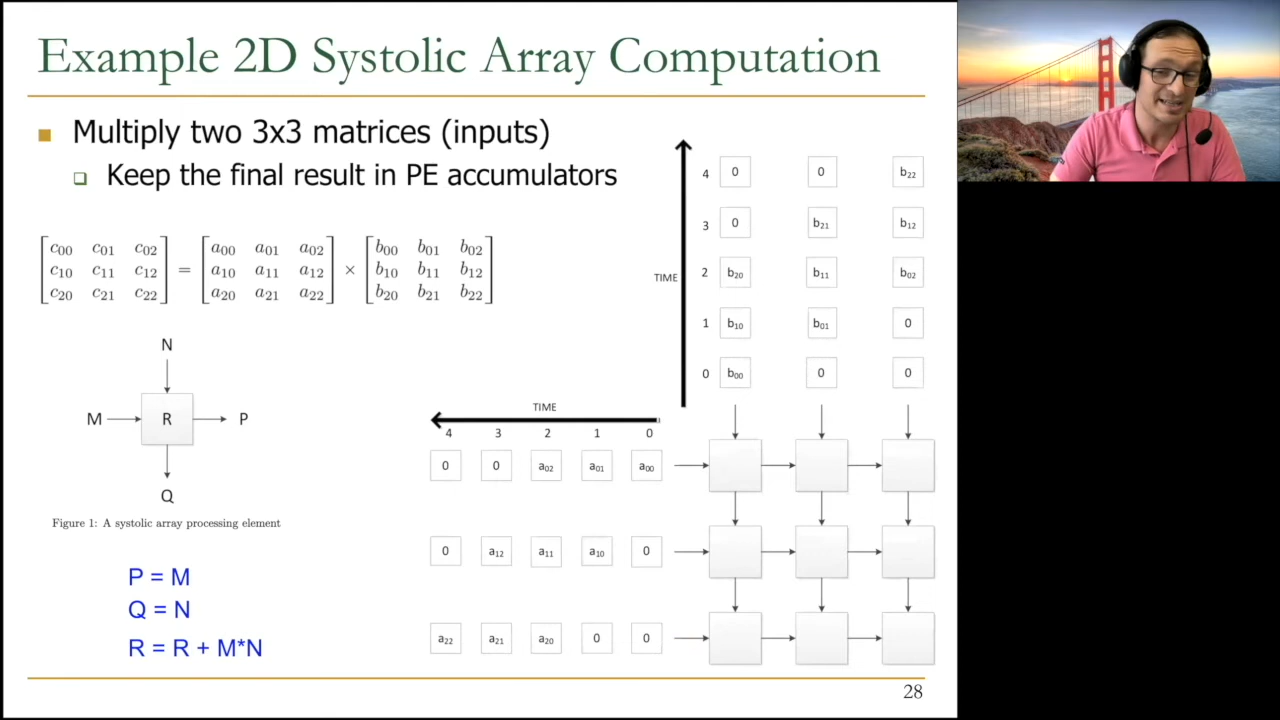 Example 2D Systolic Array Computation
Multiply two 3x3 matrices (inputs)
Keep the final result in PE accumulators
c00 c01 c02 a00 a01 a02 b00 b01 b02
c10 c11 c12 = a10 a11 a12 × b10 b11 b12
c20 c21 c22 a20 a21 a22 b20 b21 b22
N
M R P
Q
Figure 1: A systolic array processing element
P = M
Q = N
R = R + M*N
TIME
4 0 0 b22
3 0 b21 b12
2 b20 b11 b02
1 b10 b01 0
0 b00 0 0
TIME
4 3 2 1 0
0 0 a02 a01 a00
0 a12 a11 a10 0
a22 a21 a20 0 0
28